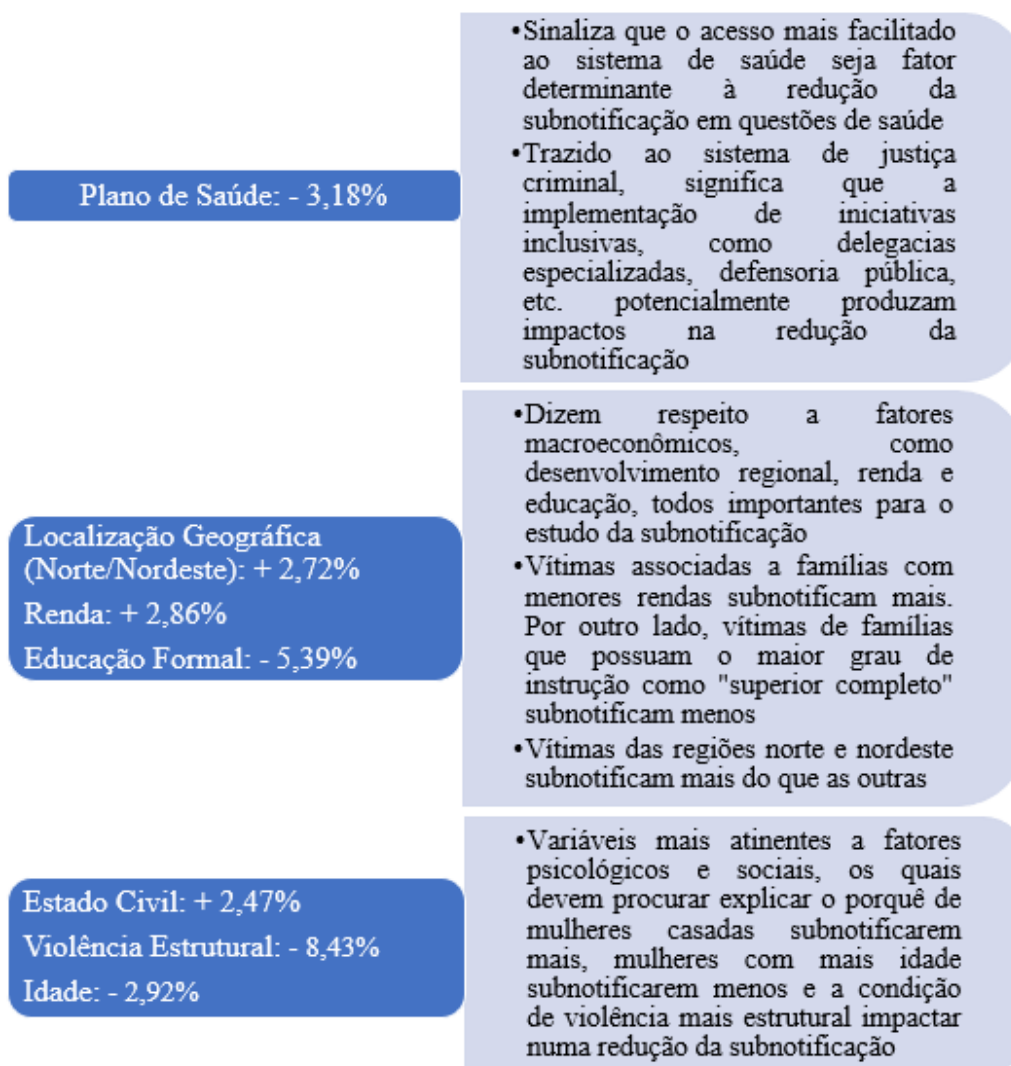 Plano de Saúde: - 3,18%
•Sinaliza que o acesso mais facilitado
ao sistema de saúde seja fator
determinante à redução da
subnotificação em questões de saúde
•Trazido ao sistema de justiça
criminal, significa que a
implementação de iniciativas
inclusivas, como delegacias
especializadas, defensoria pública,
etc. potencialmente produzam
impactos na redução da
subnotificação
Localização Geográfica
(Norte/Nordeste): + 2,72%
Renda: + 2,86%
Educação Formal: - 5,39%
•Dizem respeito a fatores
macroeconômicos, como
desenvolvimento regional, renda e
educação, todos importantes para o
estudo da subnotificação
•Vítimas associadas a famílias com
menores rendas subnotificam mais.
Por outro lado, vítimas de famílias
que possuam o maior grau de
instrução como "superior completo"
subnotificam menos
•Vítimas das regiões norte e nordeste
subnotificam mais do que as outras
Estado Civil: + 2,47%
Violência Estrutural: - 8,43%
Idade: - 2,92%
•Variáveis mais atinentes a fatores
psicológicos e sociais, os quais
devem procurar explicar o porquê de
mulheres casadas subnotificarem
mais, mulheres com mais idade
subnotificarem menos e a condição
de violência mais estrutural impactar
numa redução da subnotificação